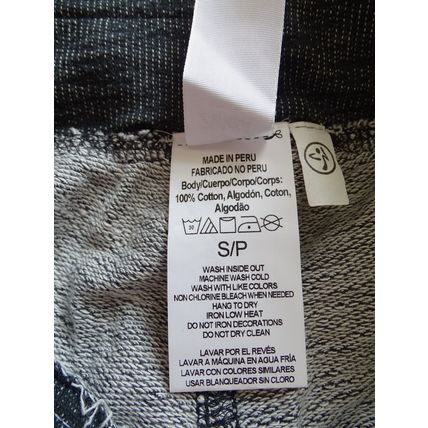 MADE IN PERU
FABRICADO NO PERU
Body/Cuerpo/Corpo/Corps:
100% Cotton, Algodón, Coton,
Algodão
30
S/P
WASH INSIDE OUT
MACHINE WASH COLD
WASH WITH LIKE COLORS
NON CHLORINE BLEACH WHEN NEEDED
HANG TO DRY
IRON LOW HEAT
DO NOT IRON DECORATIONS
DO NOT DRY CLEAN
LAVAR POR EL REVÉS
LAVAR A MÁQUINA EN AGUA FRÍA
LAVAR CON COLORES SIMILARES
USAR BLANQUEADOR SIN CLORO